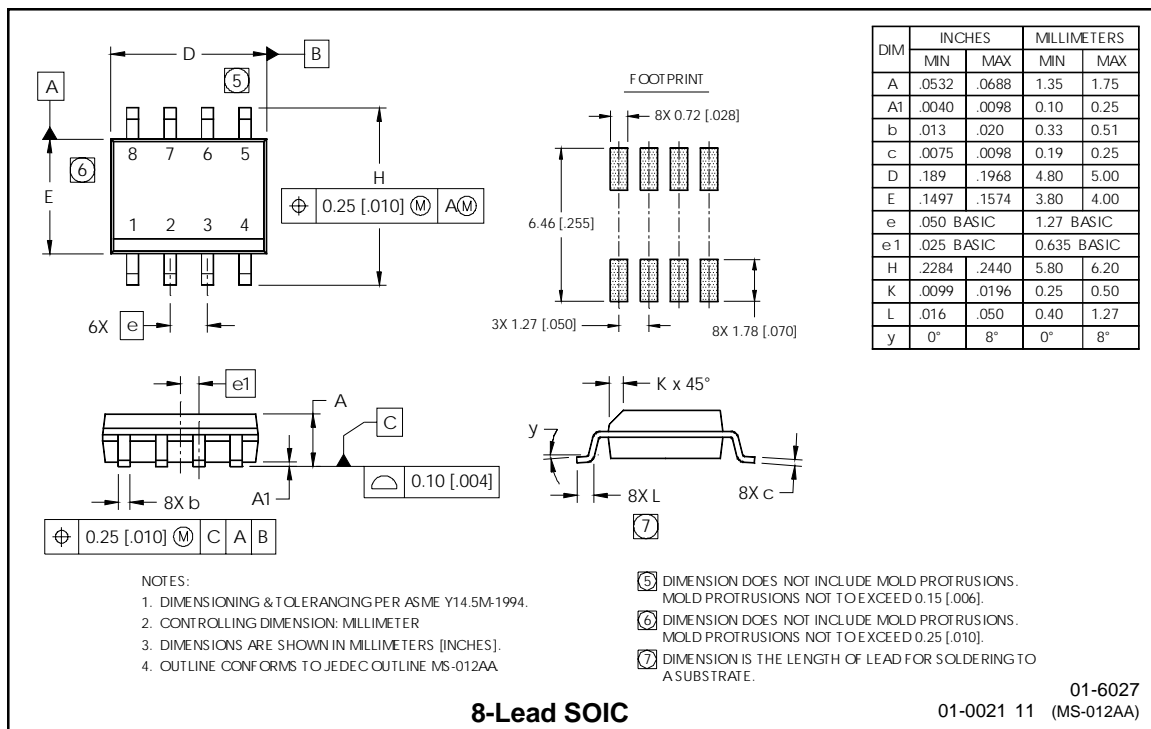 D
B
5
A
8 7 6 5
6
E
H
⌖ 0.25 [.010] Ⓜ AⓂ
1 2 3 4
6X e
FOOTPRINT
8X 0.72 [.028]
6.46 [.255]
3X 1.27 [.050]
8X 1.78 [.070]
DIM INCHES MILLIMETERS
MIN MAX MIN MAX
A .0532 .0688 1.35 1.75
A1 .0040 .0098 0.10 0.25
b .013 .020 0.33 0.51
c .0075 .0098 0.19 0.25
D .189 .1968 4.80 5.00
E .1497 .1574 3.80 4.00
e .050 BASIC 1.27 BASIC
e1 .025 BASIC 0.635 BASIC
H .2284 .2440 5.80 6.20
K .0099 .0196 0.25 0.50
L .016 .050 0.40 1.27
y 0° 8° 0° 8°
e1
A
C
⌓ 0.10 [.004]
8X b
A1
⌖ 0.25 [.010] Ⓜ C A B
K x 45°
y
8X L
8X c
7
NOTES:
1. DIMENSIONING & TOLERANCING PER ASME Y14.5M-1994.
2. CONTROLLING DIMENSION: MILLIMETER
3. DIMENSIONS ARE SHOWN IN MILLIMETERS [INCHES].
4. OUTLINE CONFORMS TO JEDEC OUTLINE MS-012AA.
5 DIMENSION DOES NOT INCLUDE MOLD PROTRUSIONS.
MOLD PROTRUSIONS NOT TO EXCEED 0.15 [.006].
6 DIMENSION DOES NOT INCLUDE MOLD PROTRUSIONS.
MOLD PROTRUSIONS NOT TO EXCEED 0.25 [.010].
7 DIMENSION IS THE LENGTH OF LEAD FOR SOLDERING TO
A SUBSTRATE.
8-Lead SOIC
01-6027
01-0021 11 (MS-012AA)